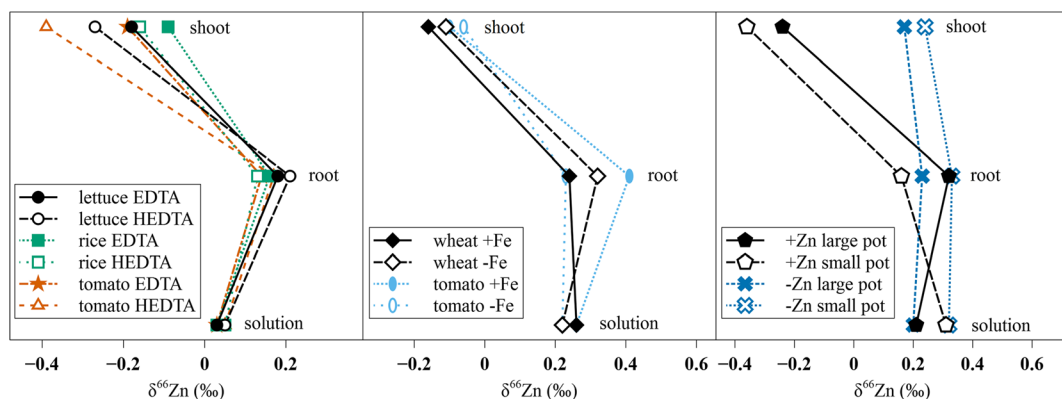 shoot
root
solution
lettuce EDTA
lettuce HEDTA
rice EDTA
rice HEDTA
tomato EDTA
tomato HEDTA
−0.4 −0.2 0 0.2
δ⁶⁶Zn (‰)
shoot
root
solution
wheat +Fe
wheat -Fe
tomato +Fe
tomato -Fe
−0.2 0 0.2 0.4 0.6
δ⁶⁶Zn (‰)
shoot
root
solution
+Zn large pot
+Zn small pot
-Zn large pot
-Zn small pot
−0.4 −0.2 0 0.2 0.4 0.6
δ⁶⁶Zn (‰)